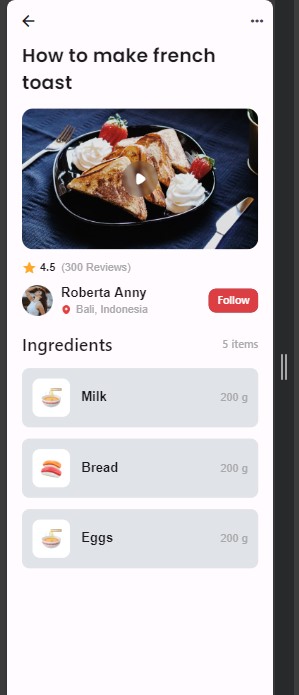 How to make french
toast
4.5 (300 Reviews)
Roberta Anny
Bali, Indonesia
Follow
Ingredients
5 items
Milk
200 g
Bread
200 g
Eggs
200 g